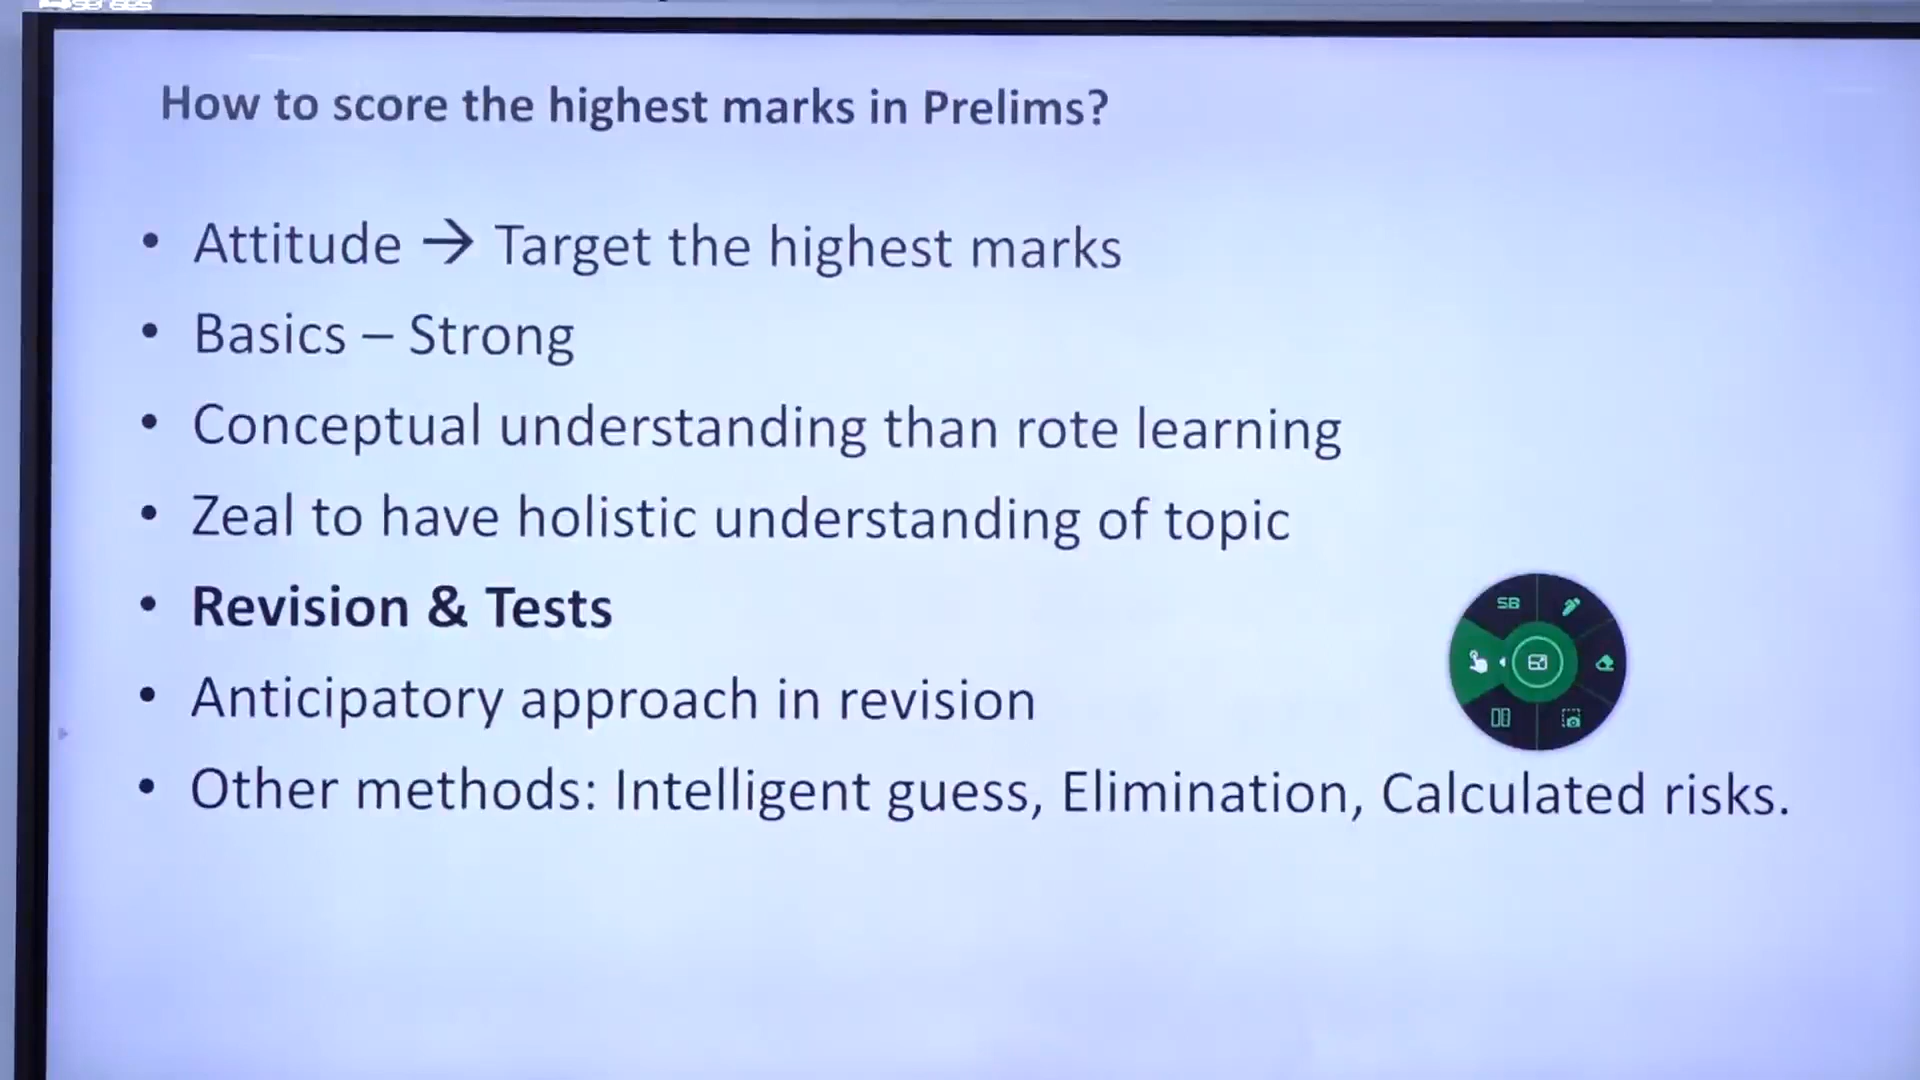 How to score the highest marks in Prelims?
• Attitude → Target the highest marks
• Basics – Strong
• Conceptual understanding than rote learning
• Zeal to have holistic understanding of topic
• Revision & Tests
• Anticipatory approach in revision
• Other methods: Intelligent guess, Elimination, Calculated risks.
SB